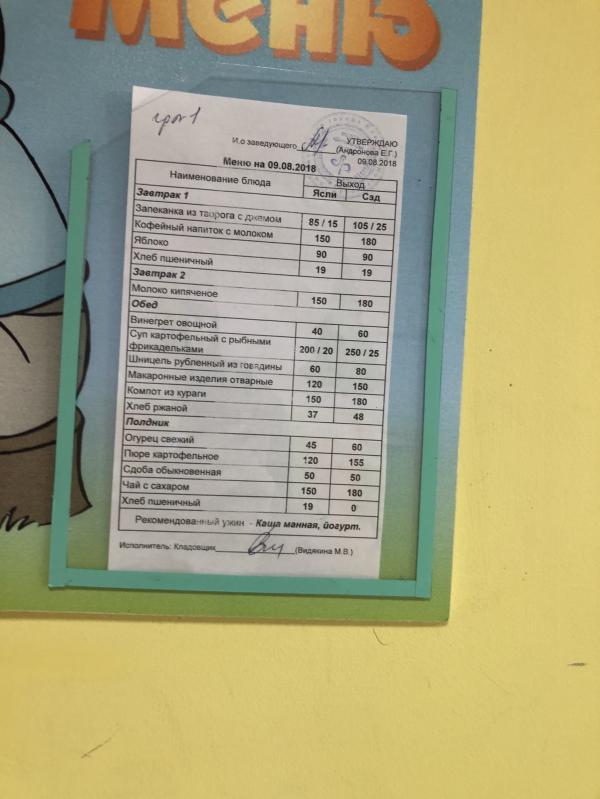 Меню
И.о заведующего УТВЕРЖДАЮ
(Андронова Е.Г.)
09.08.2018
Меню на 09.08.2018
Наименование блюда Выход
Ясли Сад
Завтрак 1
Запеканка из творога с джемом 85 / 15 105 / 25
Кофейный напиток с молоком 150 180
Яблоко 90 90
Хлеб пшеничный 19 19
Завтрак 2
Молоко кипяченое 150 180
Обед
Винегрет овощной 40 60
Суп картофельный с рыбными
фрикадельками 200 / 20 250 / 25
Шницель рубленный из говядины 60 80
Макаронные изделия отварные 120 150
Компот из кураги 150 180
Хлеб ржаной 37 48
Полдник
Огурец свежий 45 60
Пюре картофельное 120 155
Сдоба обыкновенная 50 50
Чай с сахаром 150 180
Хлеб пшеничный 19 0
Рекомендованный ужин - Каша манная, йогурт.
Исполнитель: Кладовщик (Видякина М.В.)